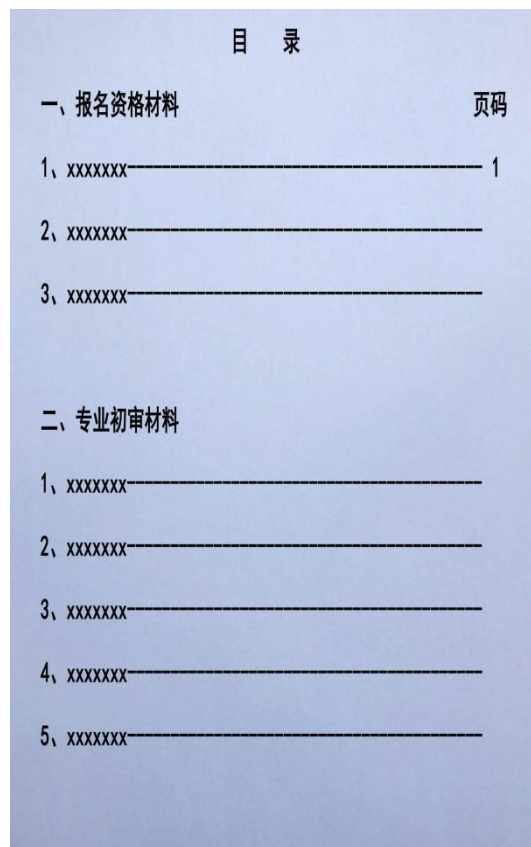 目 录
一、报名资格材料 页码
1、xxxxxxx---------------------------------------- 1
2、xxxxxxx----------------------------------------
3、xxxxxxx----------------------------------------
二、专业初审材料
1、xxxxxxx----------------------------------------
2、xxxxxxx----------------------------------------
3、xxxxxxx----------------------------------------
4、xxxxxxx----------------------------------------
5、xxxxxxx----------------------------------------